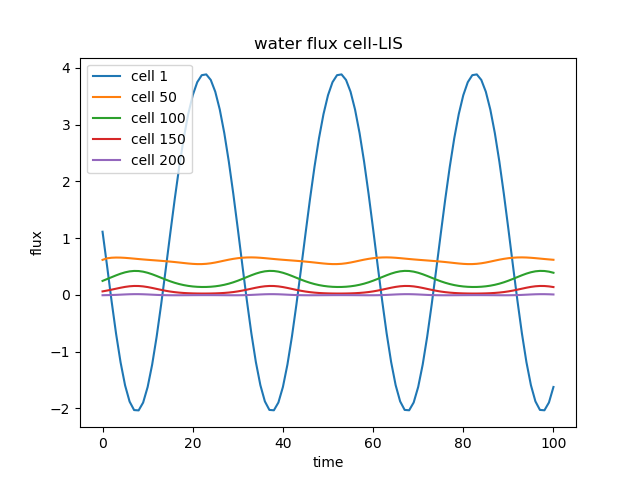 water flux cell-LIS
cell 1
cell 50
cell 100
cell 150
cell 200
flux
4
3
2
1
0
−1
−2
0 20 40 60 80 100
time